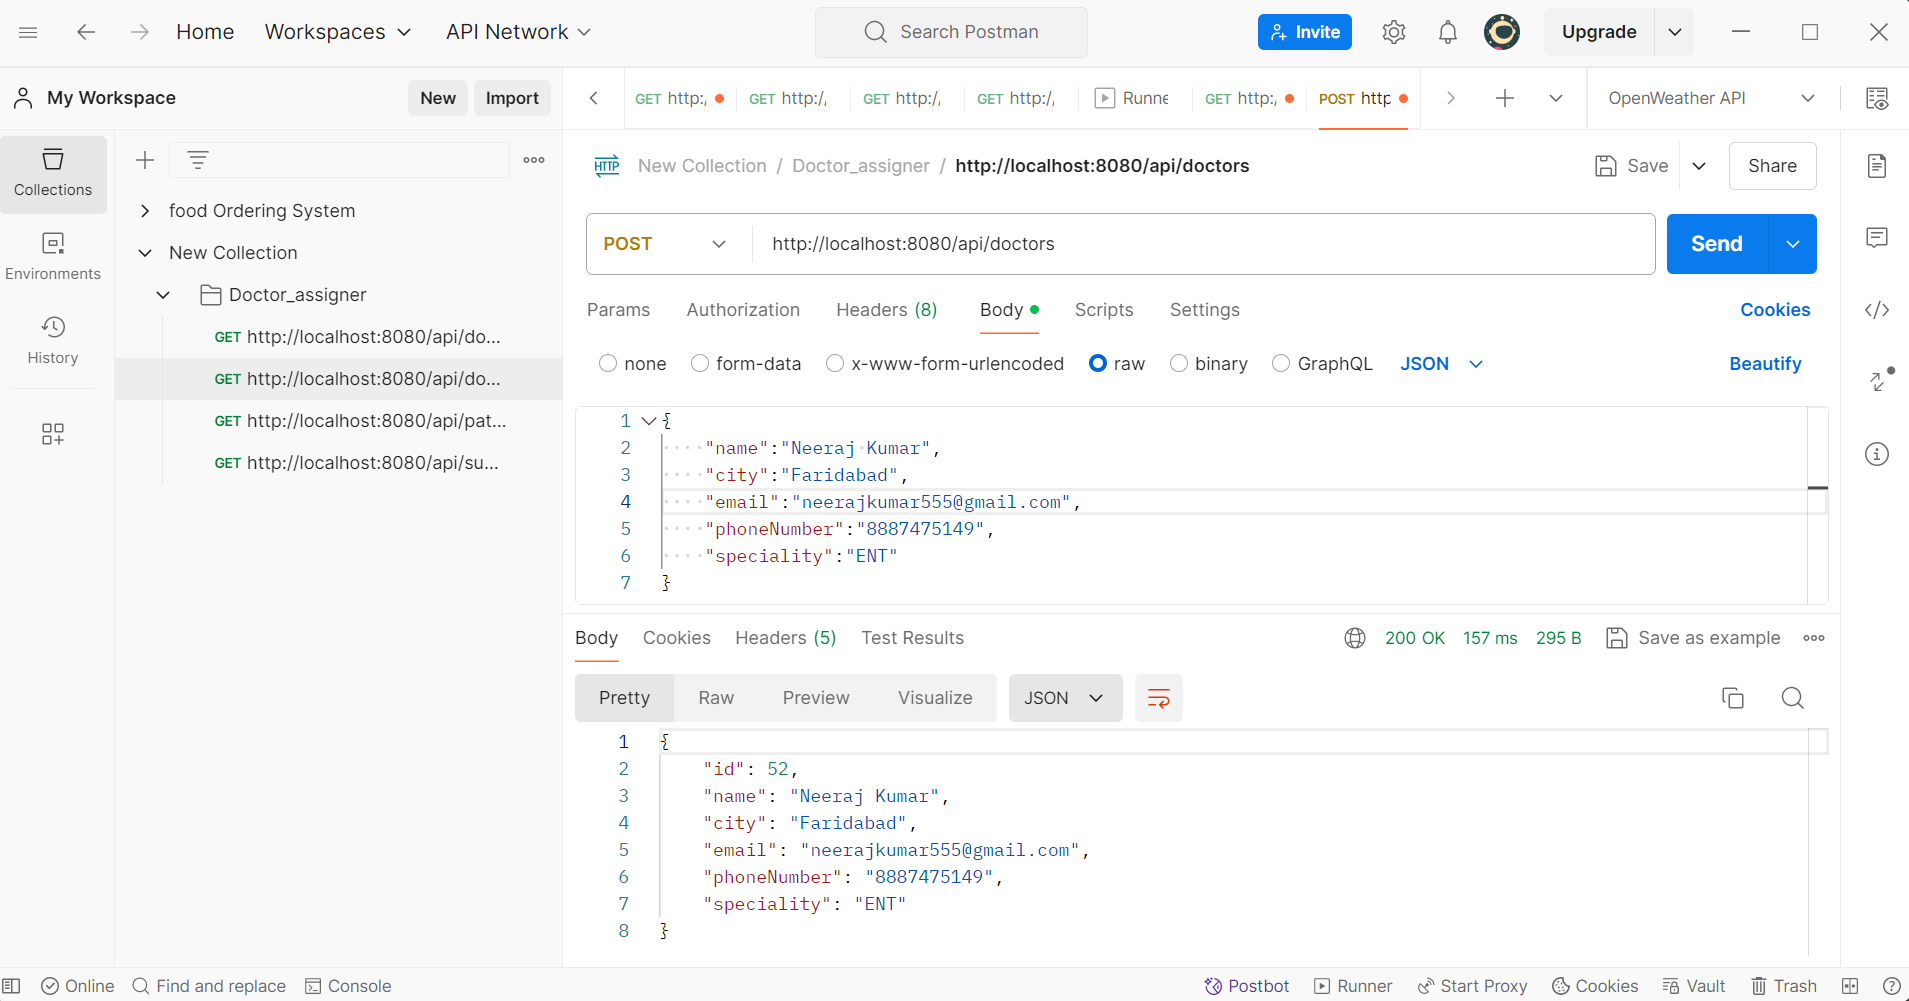 Home Workspaces API Network Search Postman Invite Upgrade
My Workspace New Import GET http:/ GET http:/ GET http:/ GET http:/ Runne GET http:/ POST http OpenWeather API
Collections
Environments
History
food Ordering System
New Collection
Doctor_assigner
GET http://localhost:8080/api/do...
GET http://localhost:8080/api/do...
GET http://localhost:8080/api/pat...
GET http://localhost:8080/api/su...
HTTP New Collection / Doctor_assigner / http://localhost:8080/api/doctors Save Share
POST http://localhost:8080/api/doctors Send
Params Authorization Headers (8) Body Scripts Settings Cookies
none form-data x-www-form-urlencoded raw binary GraphQL JSON Beautify
1 {
2 "name":"Neeraj Kumar",
3 "city":"Faridabad",
4 "email":"neerajkumar555@gmail.com",
5 "phoneNumber":"8887475149",
6 "speciality":"ENT"
7 }
Body Cookies Headers (5) Test Results 200 OK 157 ms 295 B Save as example
Pretty Raw Preview Visualize JSON
1 {
2 "id": 52,
3 "name": "Neeraj Kumar",
4 "city": "Faridabad",
5 "email": "neerajkumar555@gmail.com",
6 "phoneNumber": "8887475149",
7 "speciality": "ENT"
8 }
Online Find and replace Console Postbot Runner Start Proxy Cookies Vault Trash